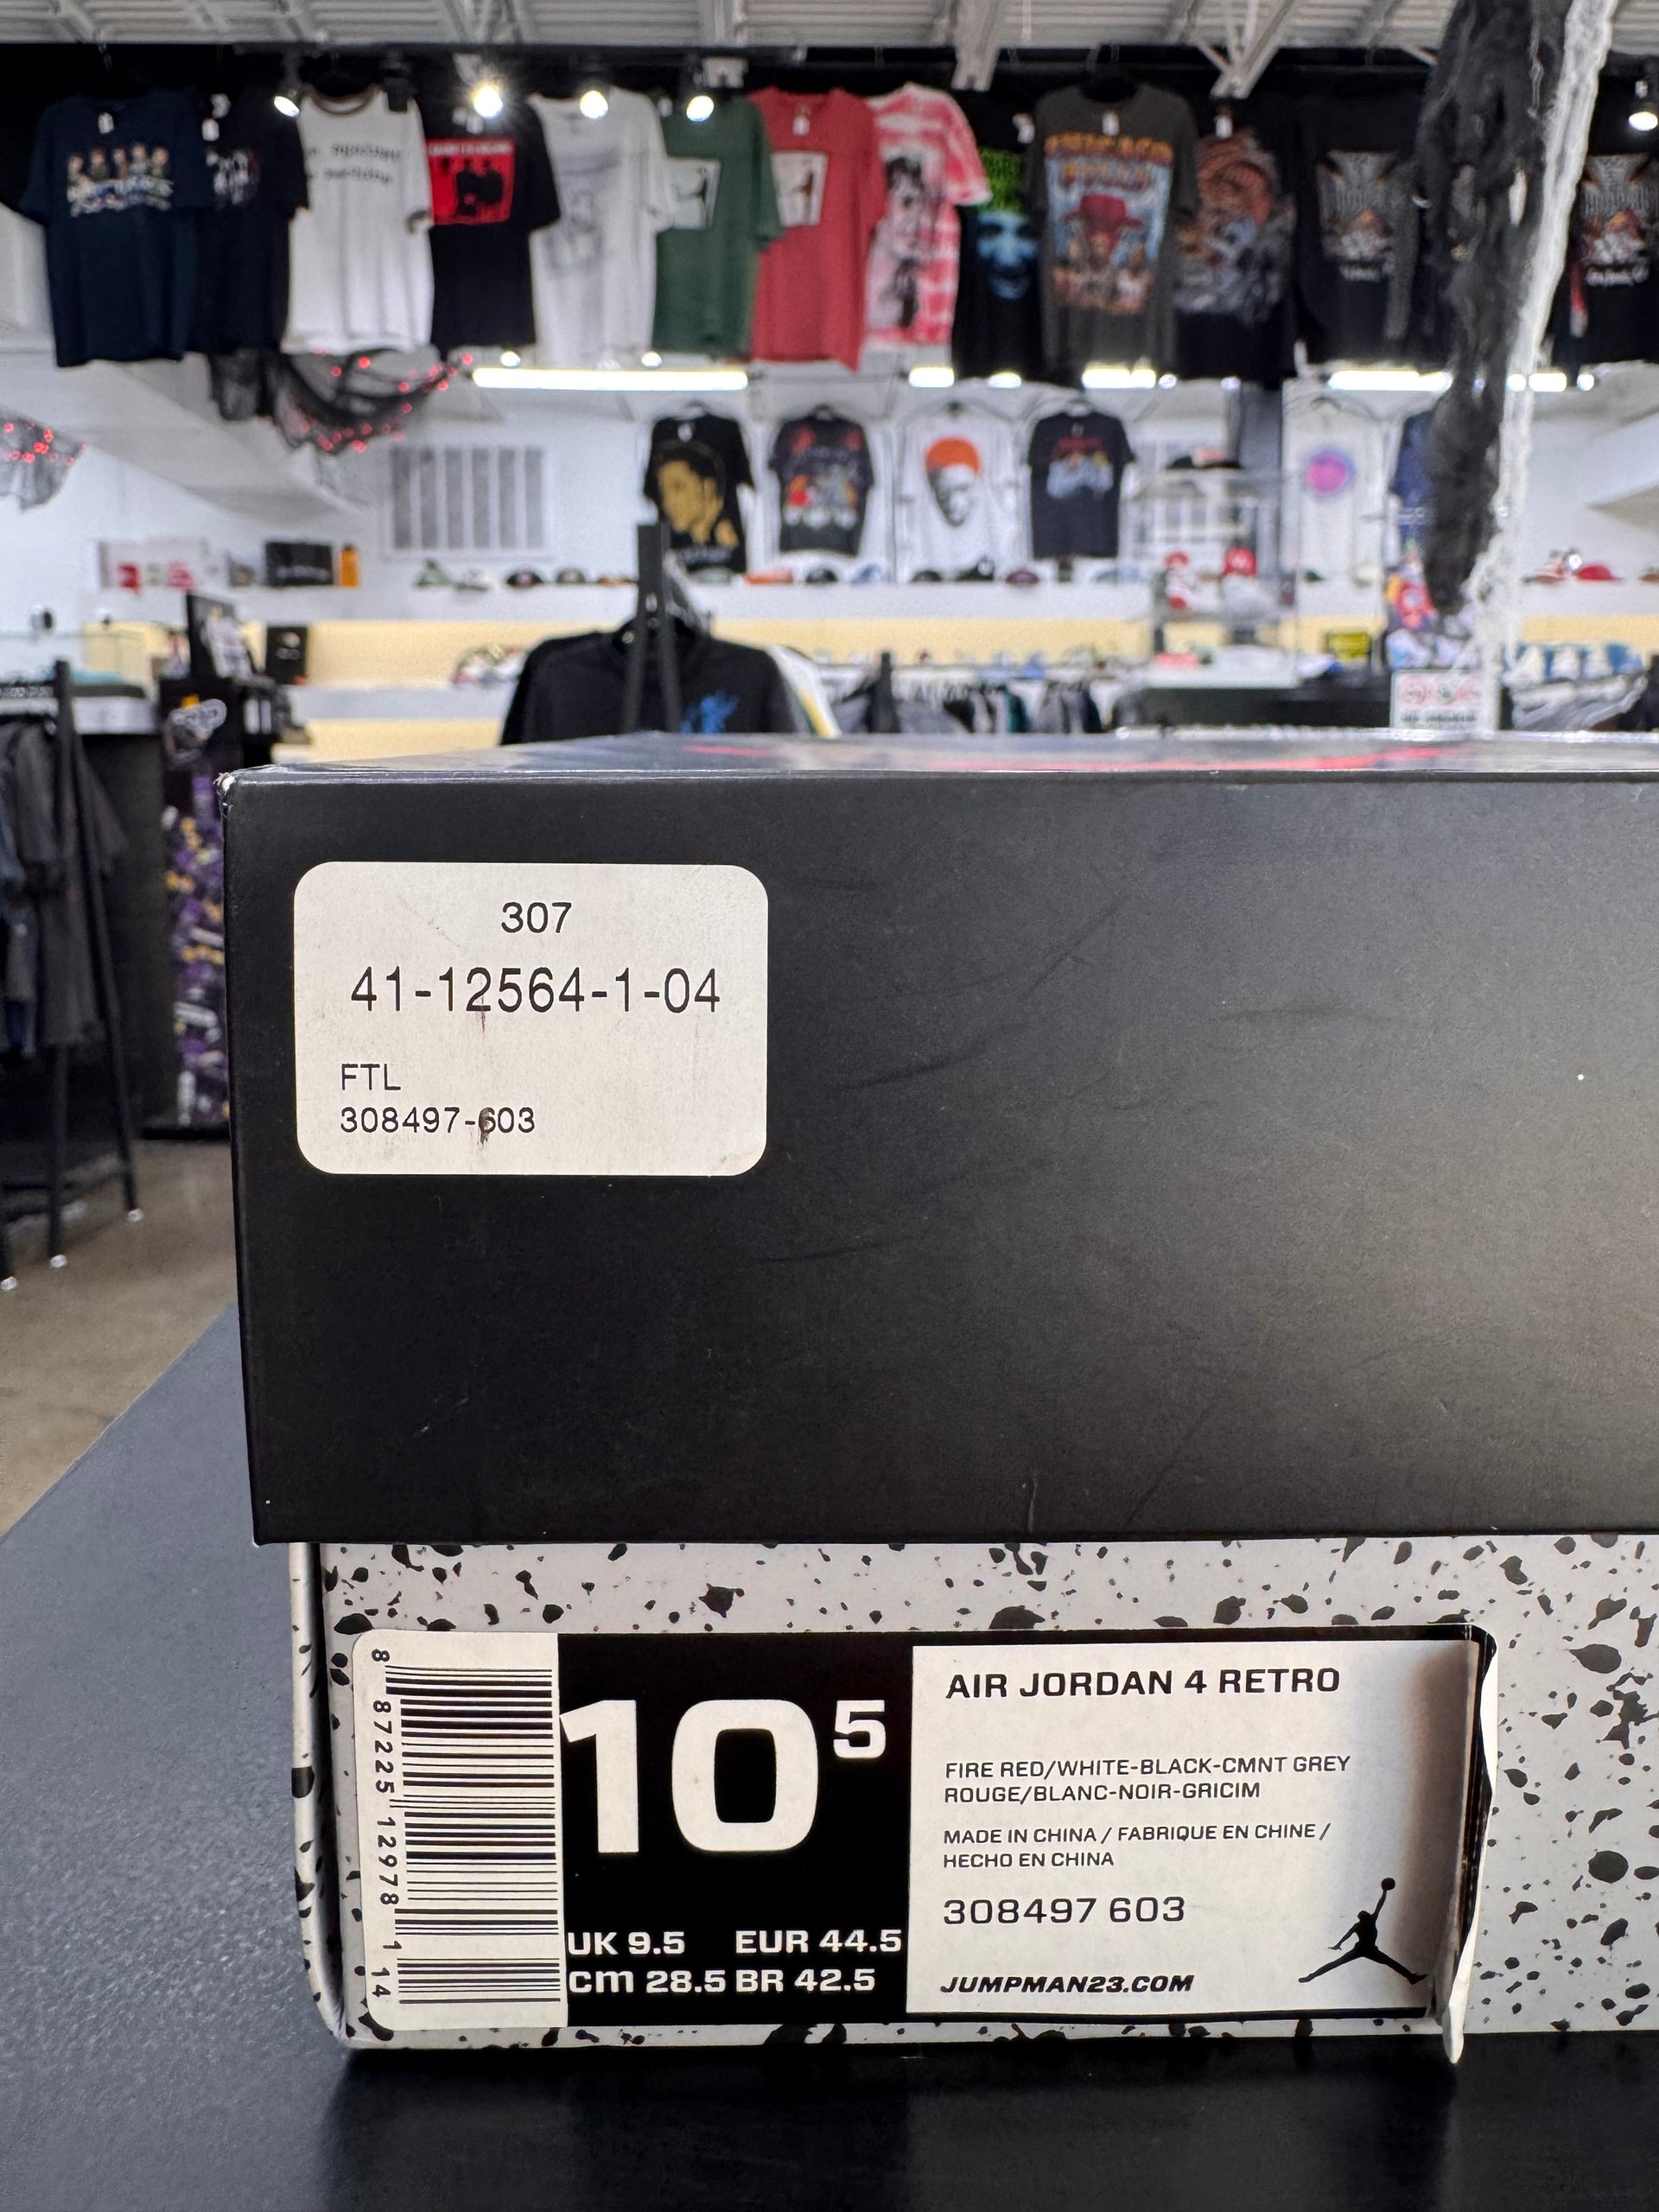 CHICAGO
BULLS
307
41-12564-1-04
FTL
308497-603
8 87225 12978 1 14
10 5
UK 9.5 EUR 44.5
cm 28.5 BR 42.5
AIR JORDAN 4 RETRO
FIRE RED/WHITE-BLACK-CMNT GREY
ROUGE/BLANC-NOIR-GRICIM
MADE IN CHINA / FABRIQUE EN CHINE /
HECHO EN CHINA
308497 603
JUMPMAN23.COM